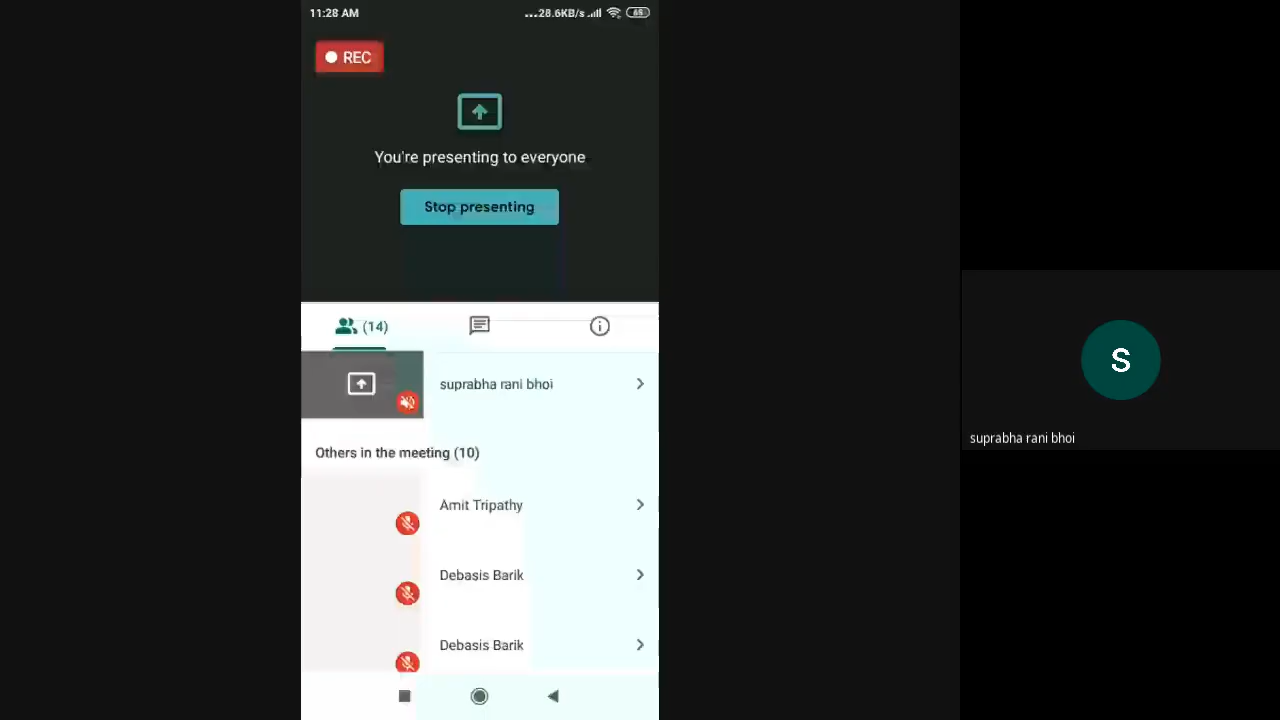 11:28 AM
...28.6KB/s
65
REC
You're presenting to everyone
Stop presenting
(14)
suprabha rani bhoi
Others in the meeting (10)
Amit Tripathy
Debasis Barik
Debasis Barik
S
suprabha rani bhoi